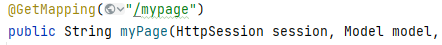 @GetMapping("/mypage")
public String myPage(HttpSession session, Model model,